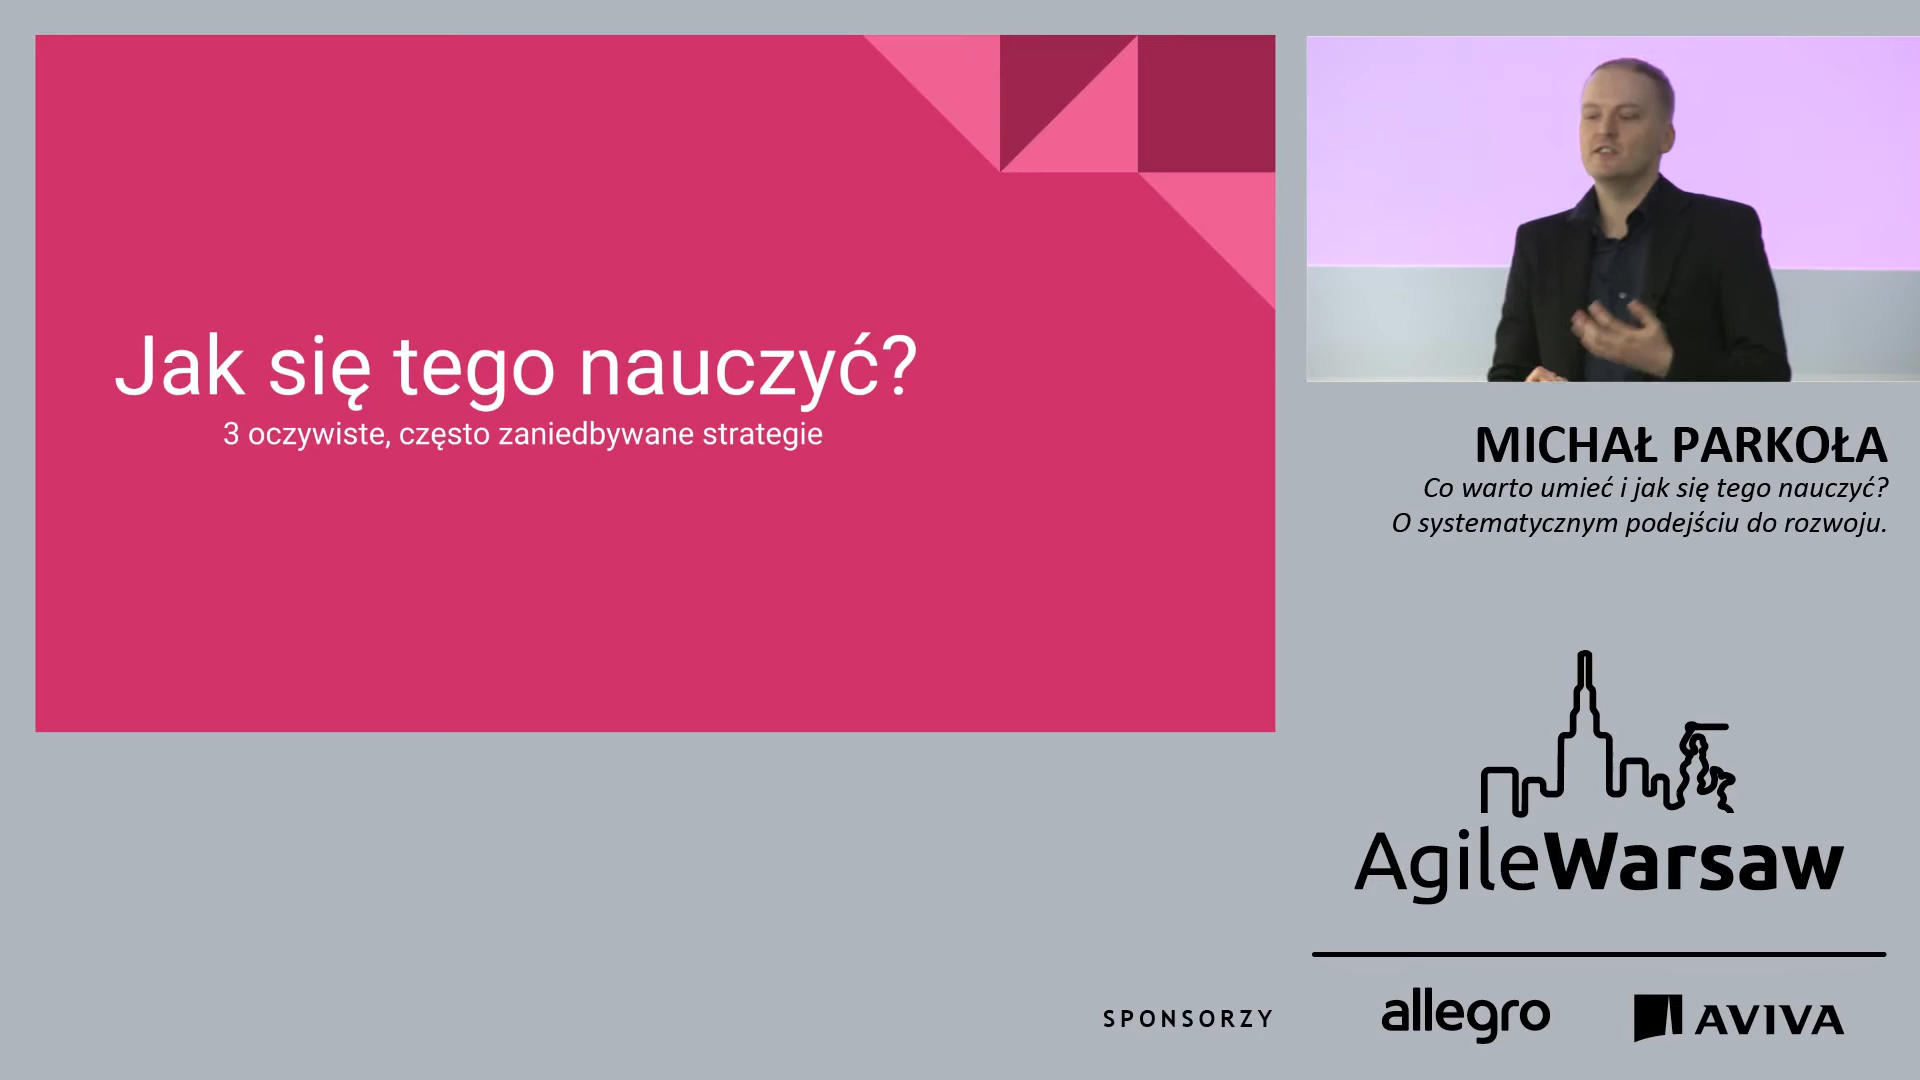 Jak się tego nauczyć?
3 oczywiste, często zaniedbywane strategie
MICHAŁ PARKOŁA
Co warto umieć i jak się tego nauczyć?
O systematycznym podejściu do rozwoju.
AgileWarsaw
SPONSORZY
allegro
AVIVA